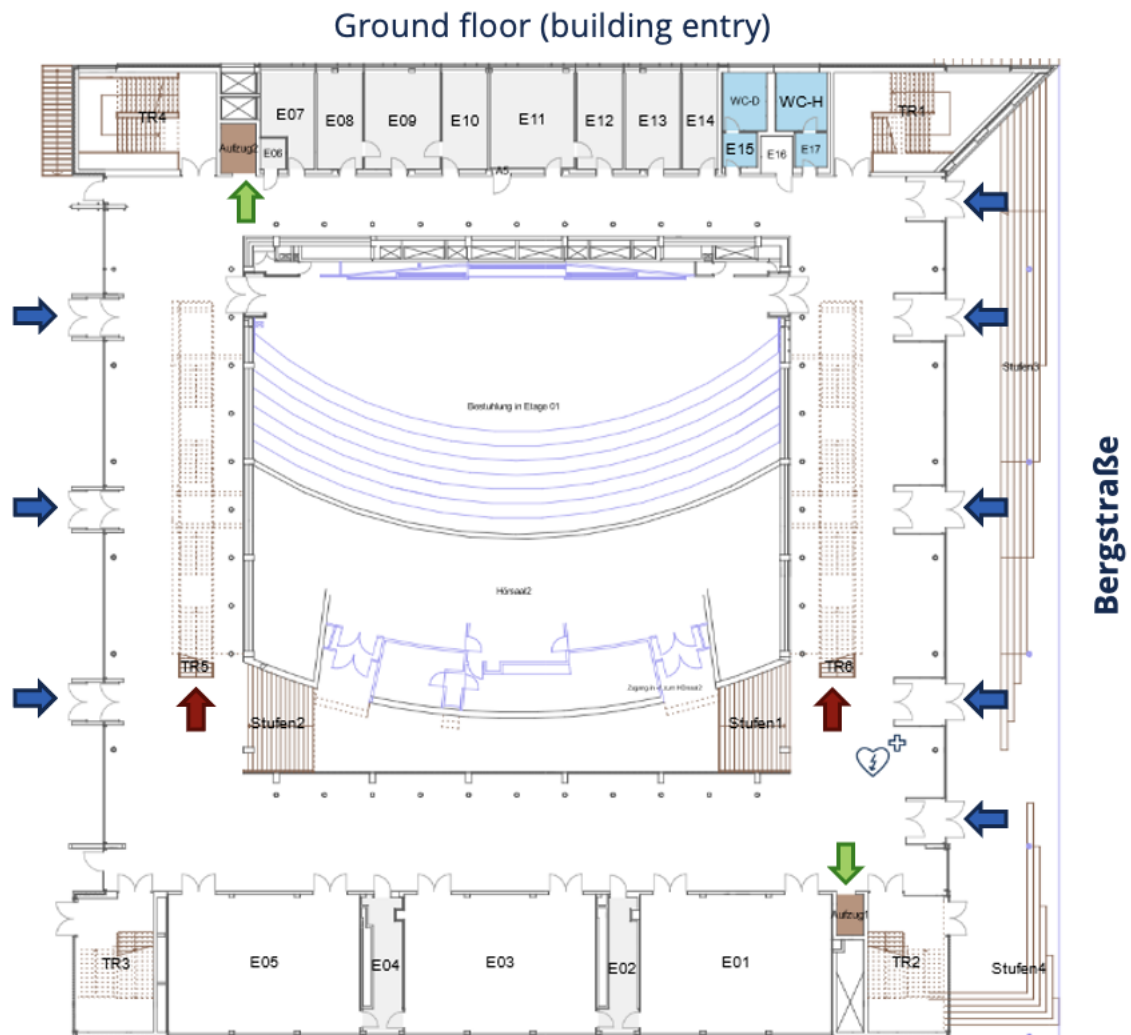 Ground floor (building entry)
TR4
E07
E08
E09
E10
E11
E12
E13
E14
WC-D
WC-H
TR1
Aufzug2
E06
E15
E16
E17
A5
Stufen3
Bestuhlung in Etage 01
Bergstraße
Hörsaal2
TR5
TR6
Stufen2
Stufen1
Aufzug1
TR3
E05
E04
E03
E02
E01
TR2
Stufen4